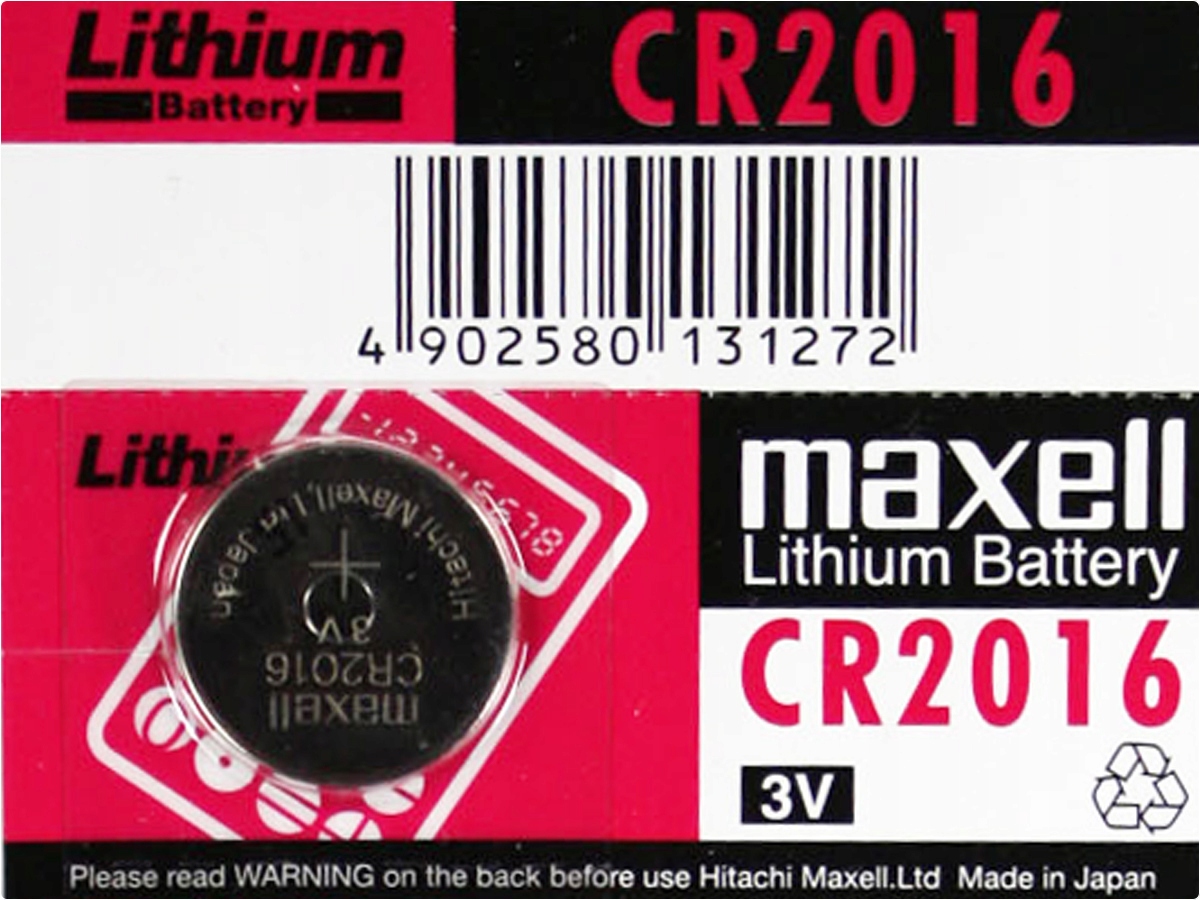 Lithium
Battery
CR2016
4 902580 131272
Lithi
12345678
Hitachi Maxell, Ltd Japan
3V
CR2016
maxell
maxell
Lithium Battery
CR2016
3V
Please read WARNING on the back before use Hitachi Maxell.Ltd Made in Japan